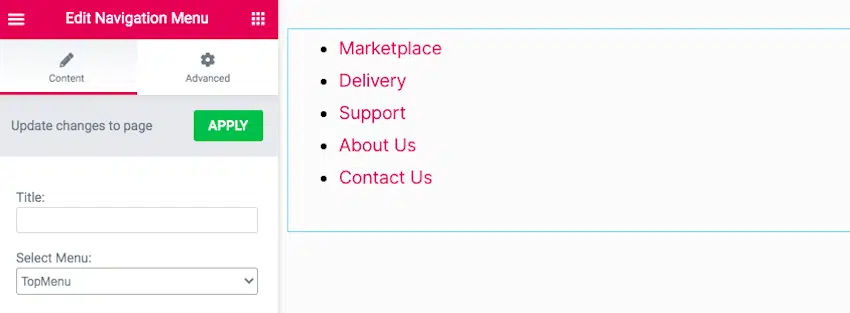 Edit Navigation Menu
Content
Advanced
Update changes to page
APPLY
Title:
Select Menu:
TopMenu
Marketplace
Delivery
Support
About Us
Contact Us